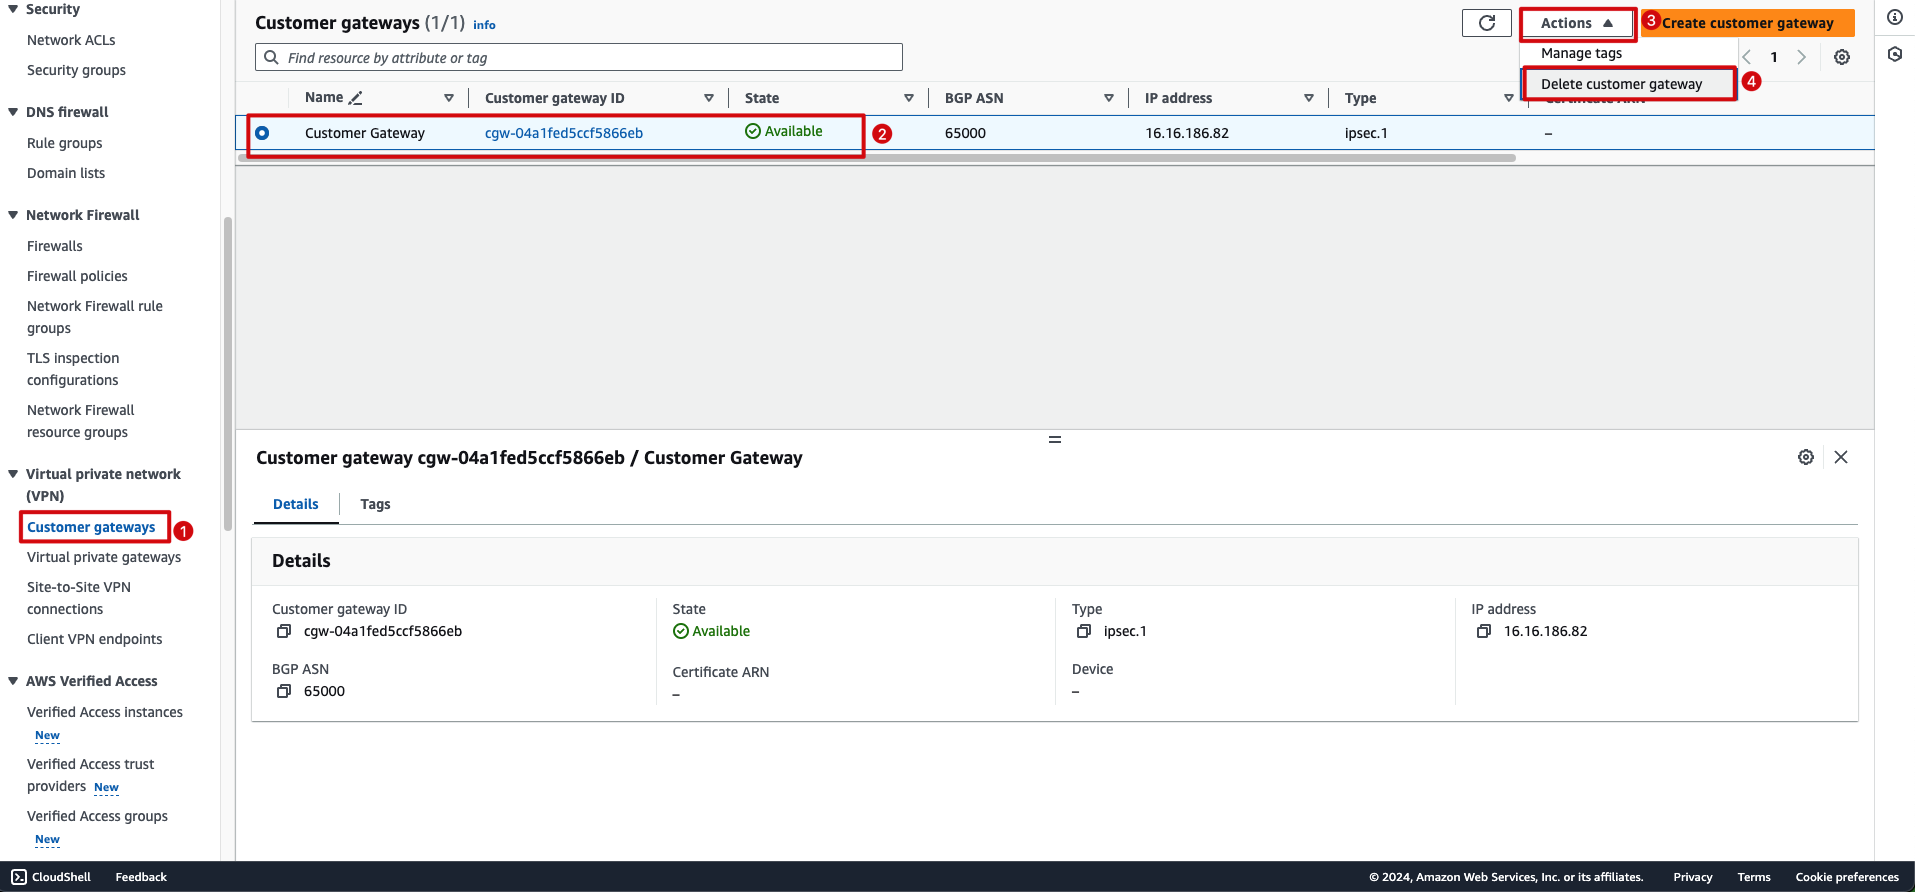 Security
Network ACLs
Security groups
DNS firewall
Rule groups
Domain lists
Network Firewall
Firewalls
Firewall policies
Network Firewall rule
groups
TLS inspection
configurations
Network Firewall
resource groups
Virtual private network
(VPN)
Customer gateways 1
Virtual private gateways
Site-to-Site VPN
connections
Client VPN endpoints
AWS Verified Access
Verified Access instances
New
Verified Access trust
providers New
Verified Access groups
New
Customer gateways (1/1) info
Actions 3 Create customer gateway
Find resource by attribute or tag
Manage tags
1
Delete customer gateway 4
Name Customer gateway ID State BGP ASN IP address Type Certificate ARN
Customer Gateway cgw-04a1fed5ccf5866eb Available 2 65000 16.16.186.82 ipsec.1 –
Customer gateway cgw-04a1fed5ccf5866eb / Customer Gateway
Details Tags
Details
Customer gateway ID State Type IP address
cgw-04a1fed5ccf5866eb Available ipsec.1 16.16.186.82
BGP ASN Certificate ARN Device
65000 – –
CloudShell Feedback © 2024, Amazon Web Services, Inc. or its affiliates. Privacy Terms Cookie preferences